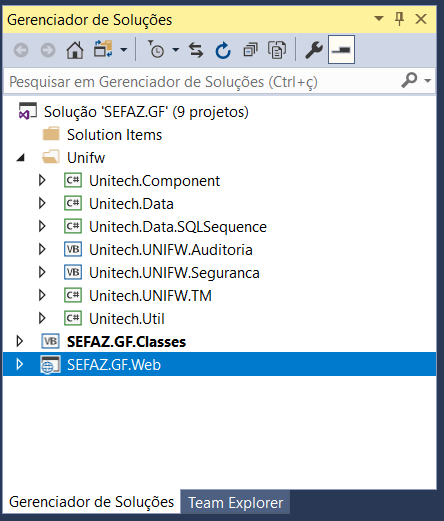 Gerenciador de Soluções
Pesquisar em Gerenciador de Soluções (Ctrl+ç)
Solução 'SEFAZ.GF' (9 projetos)
Solution Items
Unifw
C# Unitech.Component
C# Unitech.Data
C# Unitech.Data.SQLSequence
VB Unitech.UNIFW.Auditoria
VB Unitech.UNIFW.Seguranca
C# Unitech.UNIFW.TM
C# Unitech.Util
VB SEFAZ.GF.Classes
SEFAZ.GF.Web
Gerenciador de Soluções Team Explorer